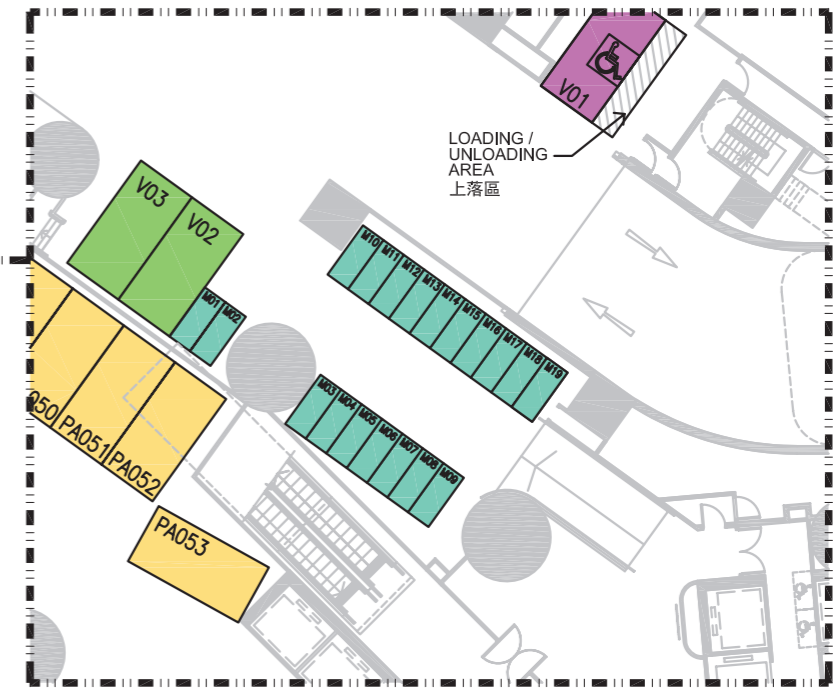 V01
LOADING /
UNLOADING
AREA
上落區
V03
V02
M01
M02
M10
M11
M12
M13
M14
M15
M16
M17
M18
M19
M03
M04
M05
M06
M07
M08
M09
050
PA051
PA052
PA053